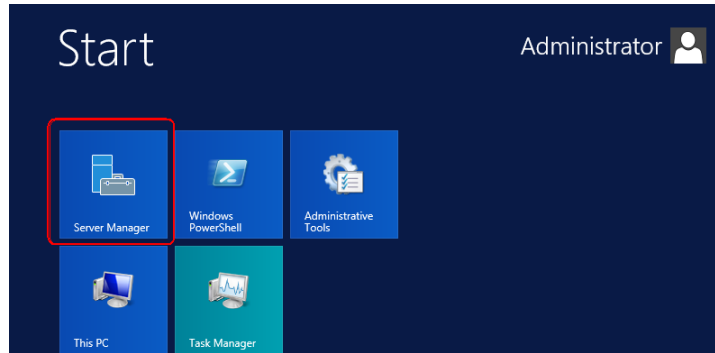 Start
Administrator
Server Manager
Windows
PowerShell
Administrative
Tools
This PC
Task Manager